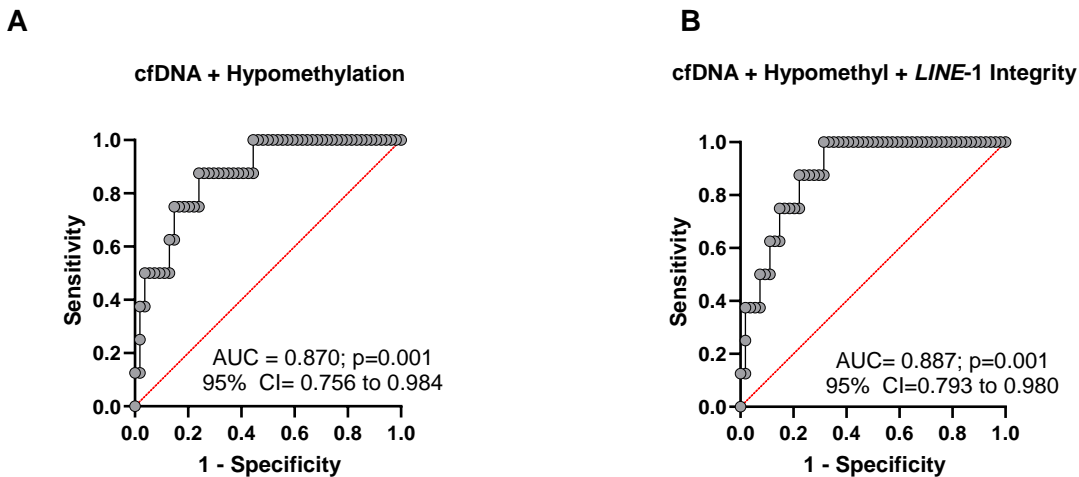 A
cfDNA + Hypomethylation
1.0
0.8
0.6
0.4
0.2
0.0
Sensitivity
AUC = 0.870; p=0.001
95%  CI= 0.756 to 0.984
0.0 0.2 0.4 0.6 0.8 1.0
1 - Specificity
B
cfDNA + Hypomethyl + LINE-1 Integrity
1.0
0.8
0.6
0.4
0.2
0.0
Sensitivity
AUC= 0.887; p=0.001
95%  CI=0.793 to 0.980
0.0 0.2 0.4 0.6 0.8 1.0
1 - Specificity